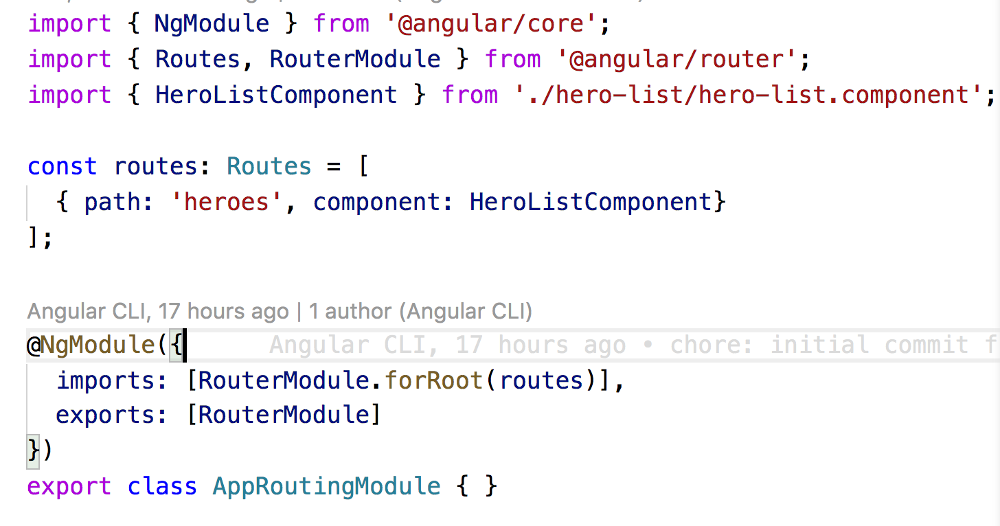 import { NgModule } from '@angular/core';
import { Routes, RouterModule } from '@angular/router';
import { HeroListComponent } from './hero-list/hero-list.component';
const routes: Routes = [
  { path: 'heroes', component: HeroListComponent}
];
Angular CLI, 17 hours ago | 1 author (Angular CLI)
@NgModule({ Angular CLI, 17 hours ago • chore: initial commit
  imports: [RouterModule.forRoot(routes)],
  exports: [RouterModule]
})
export class AppRoutingModule { }